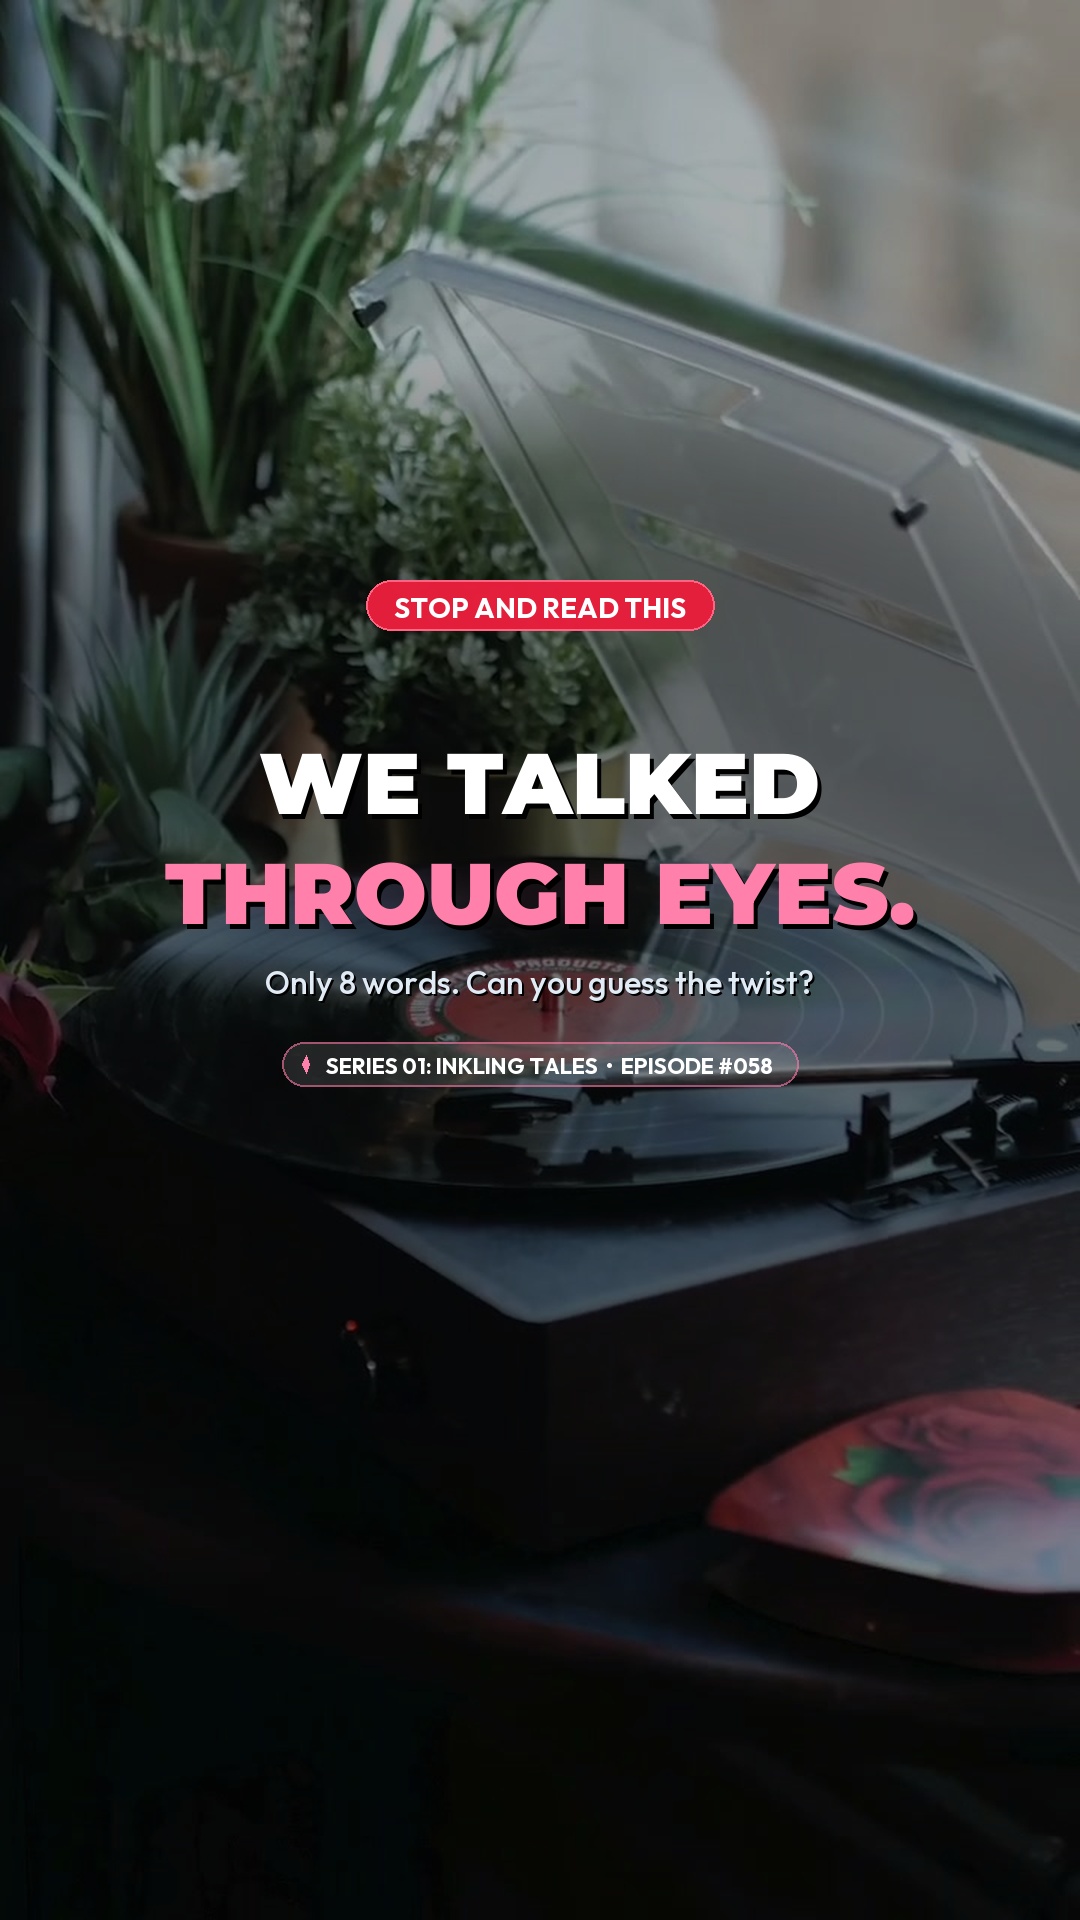 STOP AND READ THIS
WE TALKED
THROUGH EYES.
Only 8 words. Can you guess the twist?
SERIES 01: INKLING TALES • EPISODE #058